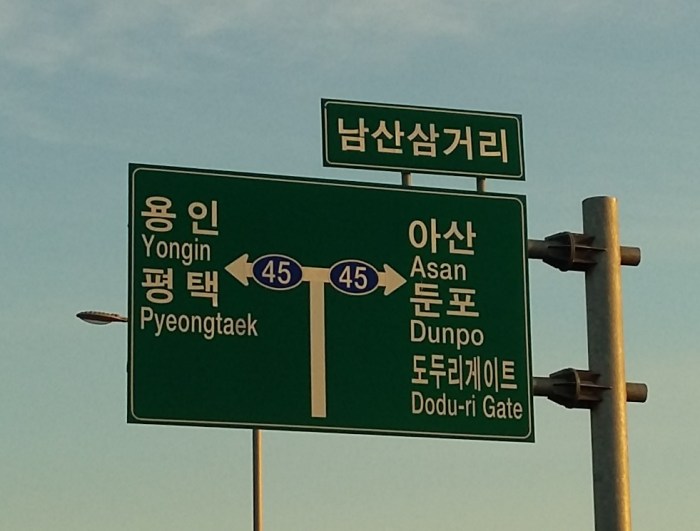 남산삼거리
용인
Yongin
평택
Pyeongtaek
45
45
아산
Asan
둔포
Dunpo
도두리게이트
Dodu-ri Gate